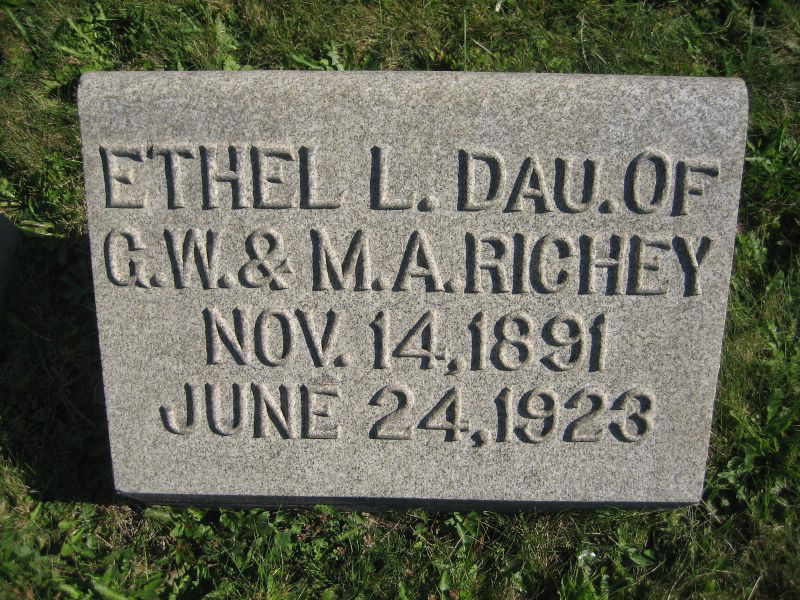 ETHEL L. DAU. OF
G.W. & M.A. RICHEY
NOV. 14, 1891
JUNE 24, 1923